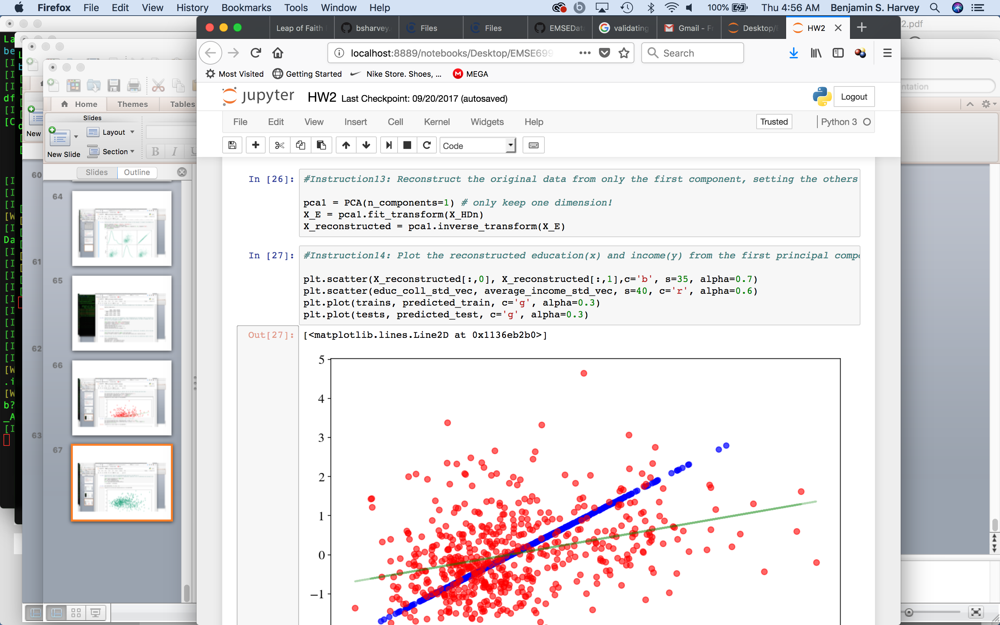 Firefox File Edit View History Bookmarks Tools Window Help 100% Thu 4:56 AM Benjamin S. Harvey
2.pdf
Leap of Faith bsharvey. Files Files EMSEDat validating Gmail - F Desktop/E HW2
localhost:8889/notebooks/Desktop/EMSE699 Search
Most Visited Getting Started Nike Store. Shoes, ... MEGA
jupyter HW2 Last Checkpoint: 09/20/2017 (autosaved) Logout
ntation
File Edit View Insert Cell Kernel Widgets Help Trusted Python 3
Code
Home Themes Tables
Slides
New
New Slide Layout
Section
B I U
Slides Outline
60
64
61
65
62
66
63
67
La
be
[I
[I
[I
df
[I
[C
[I
[I
[I
[W
[I
Da
[I
[I
[I
[I
[I
[I
[I
[I
[I
[I
[W
.i
[W
b?
_A
[I
In [26]: #Instruction13: Reconstruct the original data from only the first component, setting the others
pca1 = PCA(n_components=1) # only keep one dimension!
X_E = pca1.fit_transform(X_HDn)
X_reconstructed = pca1.inverse_transform(X_E)
In [27]: #Instruction14: Plot the reconstructed education(x) and income(y) from the first principal comp
plt.scatter(X_reconstructed[:,0], X_reconstructed[:,1],c='b', s=35, alpha=0.7)
plt.scatter(educ_coll_std_vec, average_income_std_vec, s=40, c='r', alpha=0.6)
plt.plot(trains, predicted_train, c='g', alpha=0.3)
plt.plot(tests, predicted_test, c='g', alpha=0.3)
Out[27]: [<matplotlib.lines.Line2D at 0x1136eb2b0>]
5
4
3
2
1
0
−1